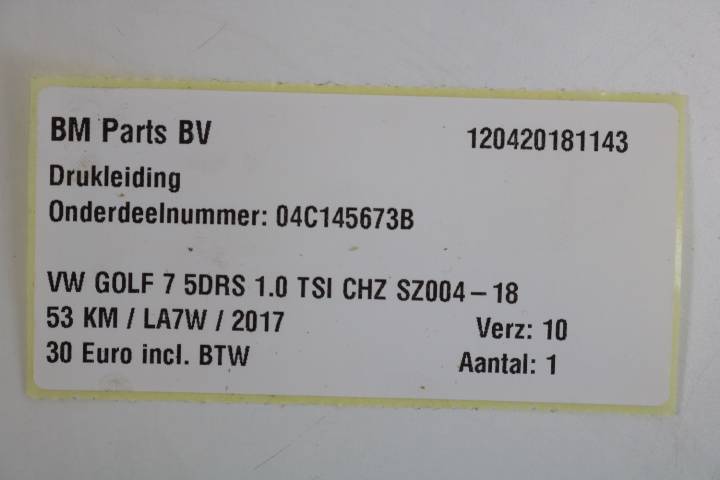 BM Parts BV 120420181143
Drukleiding
Onderdeelnummer: 04C145673B
VW GOLF 7 5DRS 1.0 TSI CHZ SZ004-18
53 KM / LA7W / 2017 Verz: 10
30 Euro incl. BTW Aantal: 1